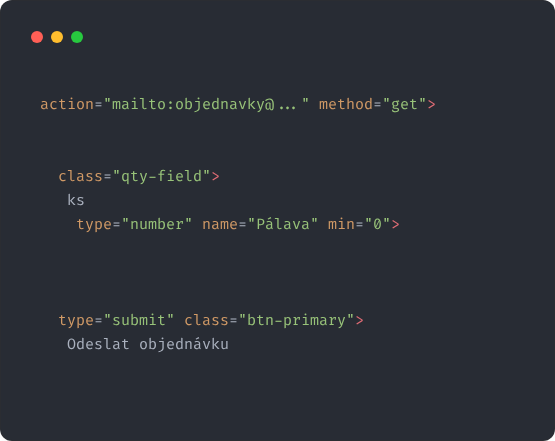 action="mailto:objednavky@..." method="get">
class="qty-field">
ks
type="number" name="Pálava" min="0">
type="submit" class="btn-primary">
Odeslat objednávku